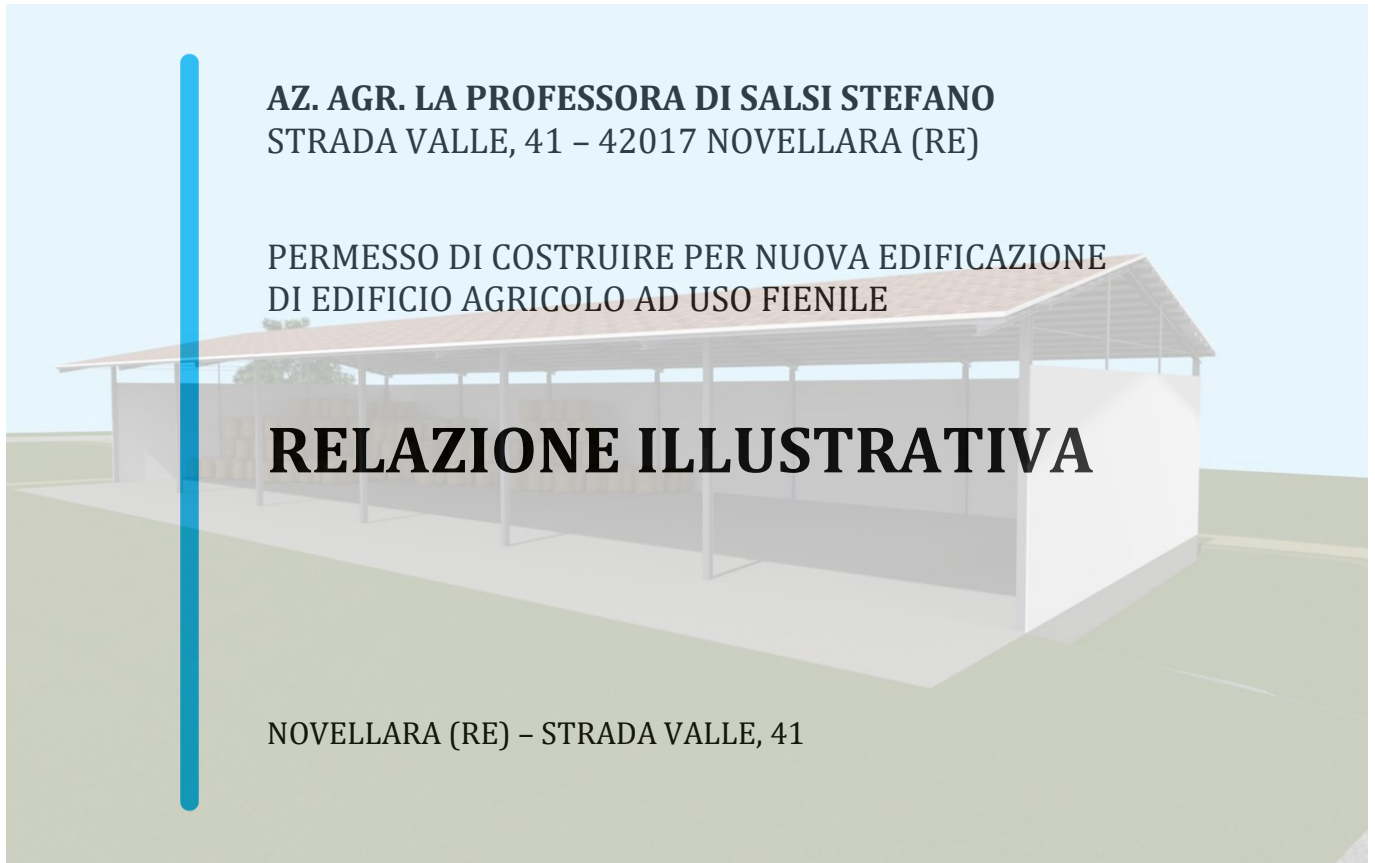 AZ. AGR. LA PROFESSORA DI SALSI STEFANO
STRADA VALLE, 41 – 42017 NOVELLARA (RE)
PERMESSO DI COSTRUIRE PER NUOVA EDIFICAZIONE
DI EDIFICIO AGRICOLO AD USO FIENILE
RELAZIONE ILLUSTRATIVA
NOVELLARA (RE) – STRADA VALLE, 41